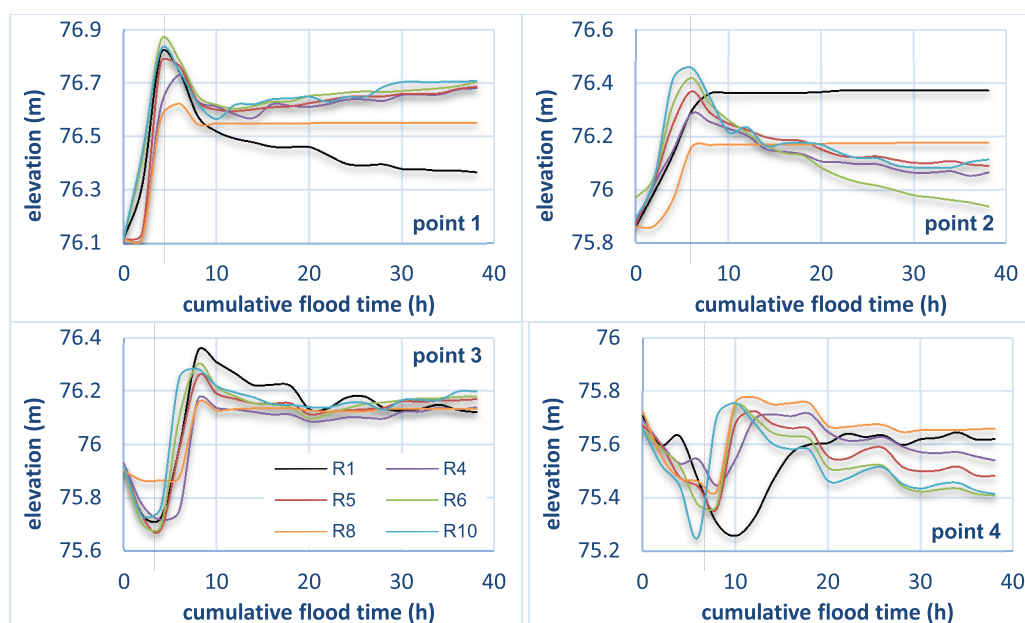 76.9
76.7
76.5
76.3
76.1
elevation (m)
point 1
0 10 20 30 40
cumulative flood time (h)
76.6
76.4
76.2
76
75.8
elevation (m)
point 2
0 10 20 30 40
cumulative flood time (h)
76.4
76.2
76
75.8
75.6
elevation (m)
point 3
R1 R4
R5 R6
R8 R10
0 10 20 30 40
cumulative flood time (h)
76
75.8
75.6
75.4
75.2
elevation (m)
point 4
0 10 20 30 40
cumulative flood time (h)